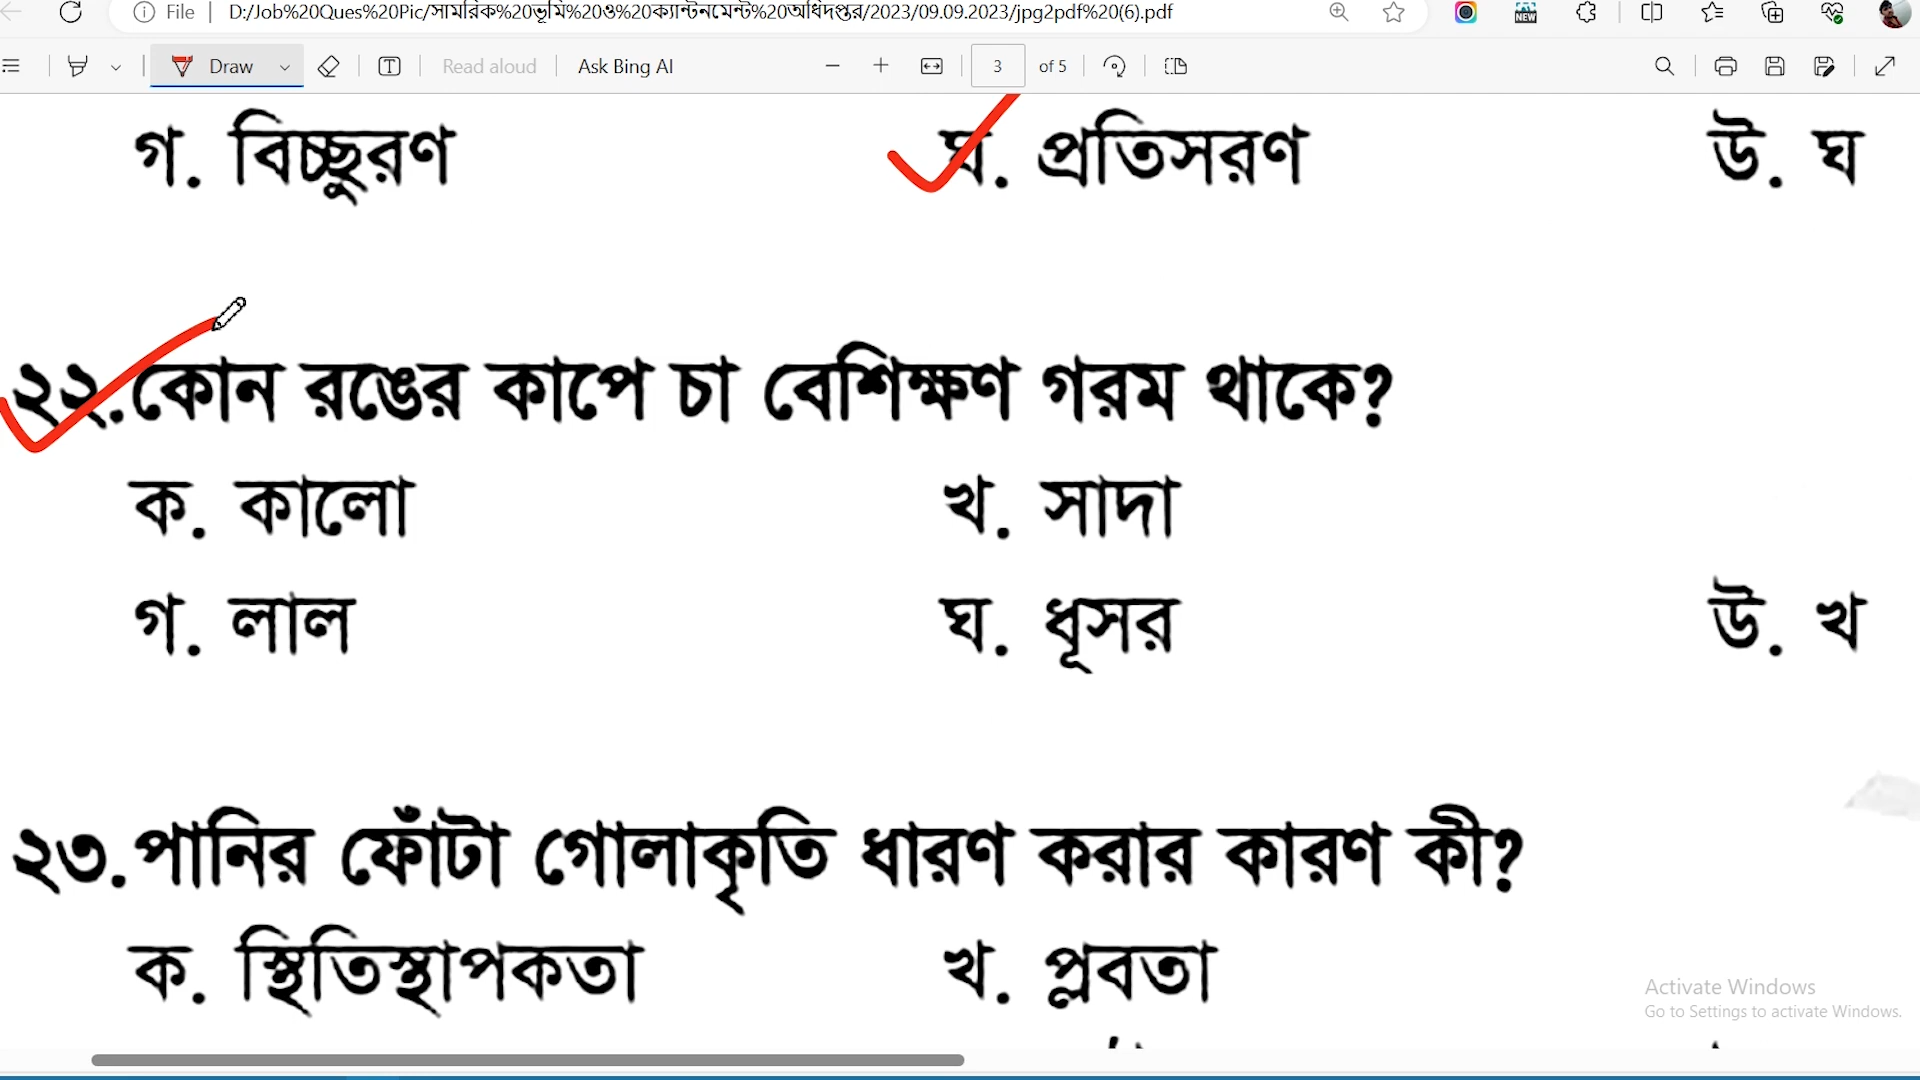 File D:/Job%20Ques%20Pic/সামরিক%20ভূমি%20ও%20ক্যান্টনমেন্ট%20অধিদপ্তর/2023/09.09.2023/jpg2pdf%20(6).pdf NEW
Draw T Read aloud Ask Bing AI 3 of 5
গ. বিচ্ছুরণ ঘ. প্রতিসরণ উ. ঘ
২২.কোন রঙের কাপে চা বেশিক্ষণ গরম থাকে?
ক. কালো খ. সাদা
গ. লাল ঘ. ধূসর উ. খ
২৩.পানির ফোঁটা গোলাকৃতি ধারণ করার কারণ কী?
ক. স্থিতিস্থাপকতা খ. প্লবতা
Activate Windows
Go to Settings to activate Windows.